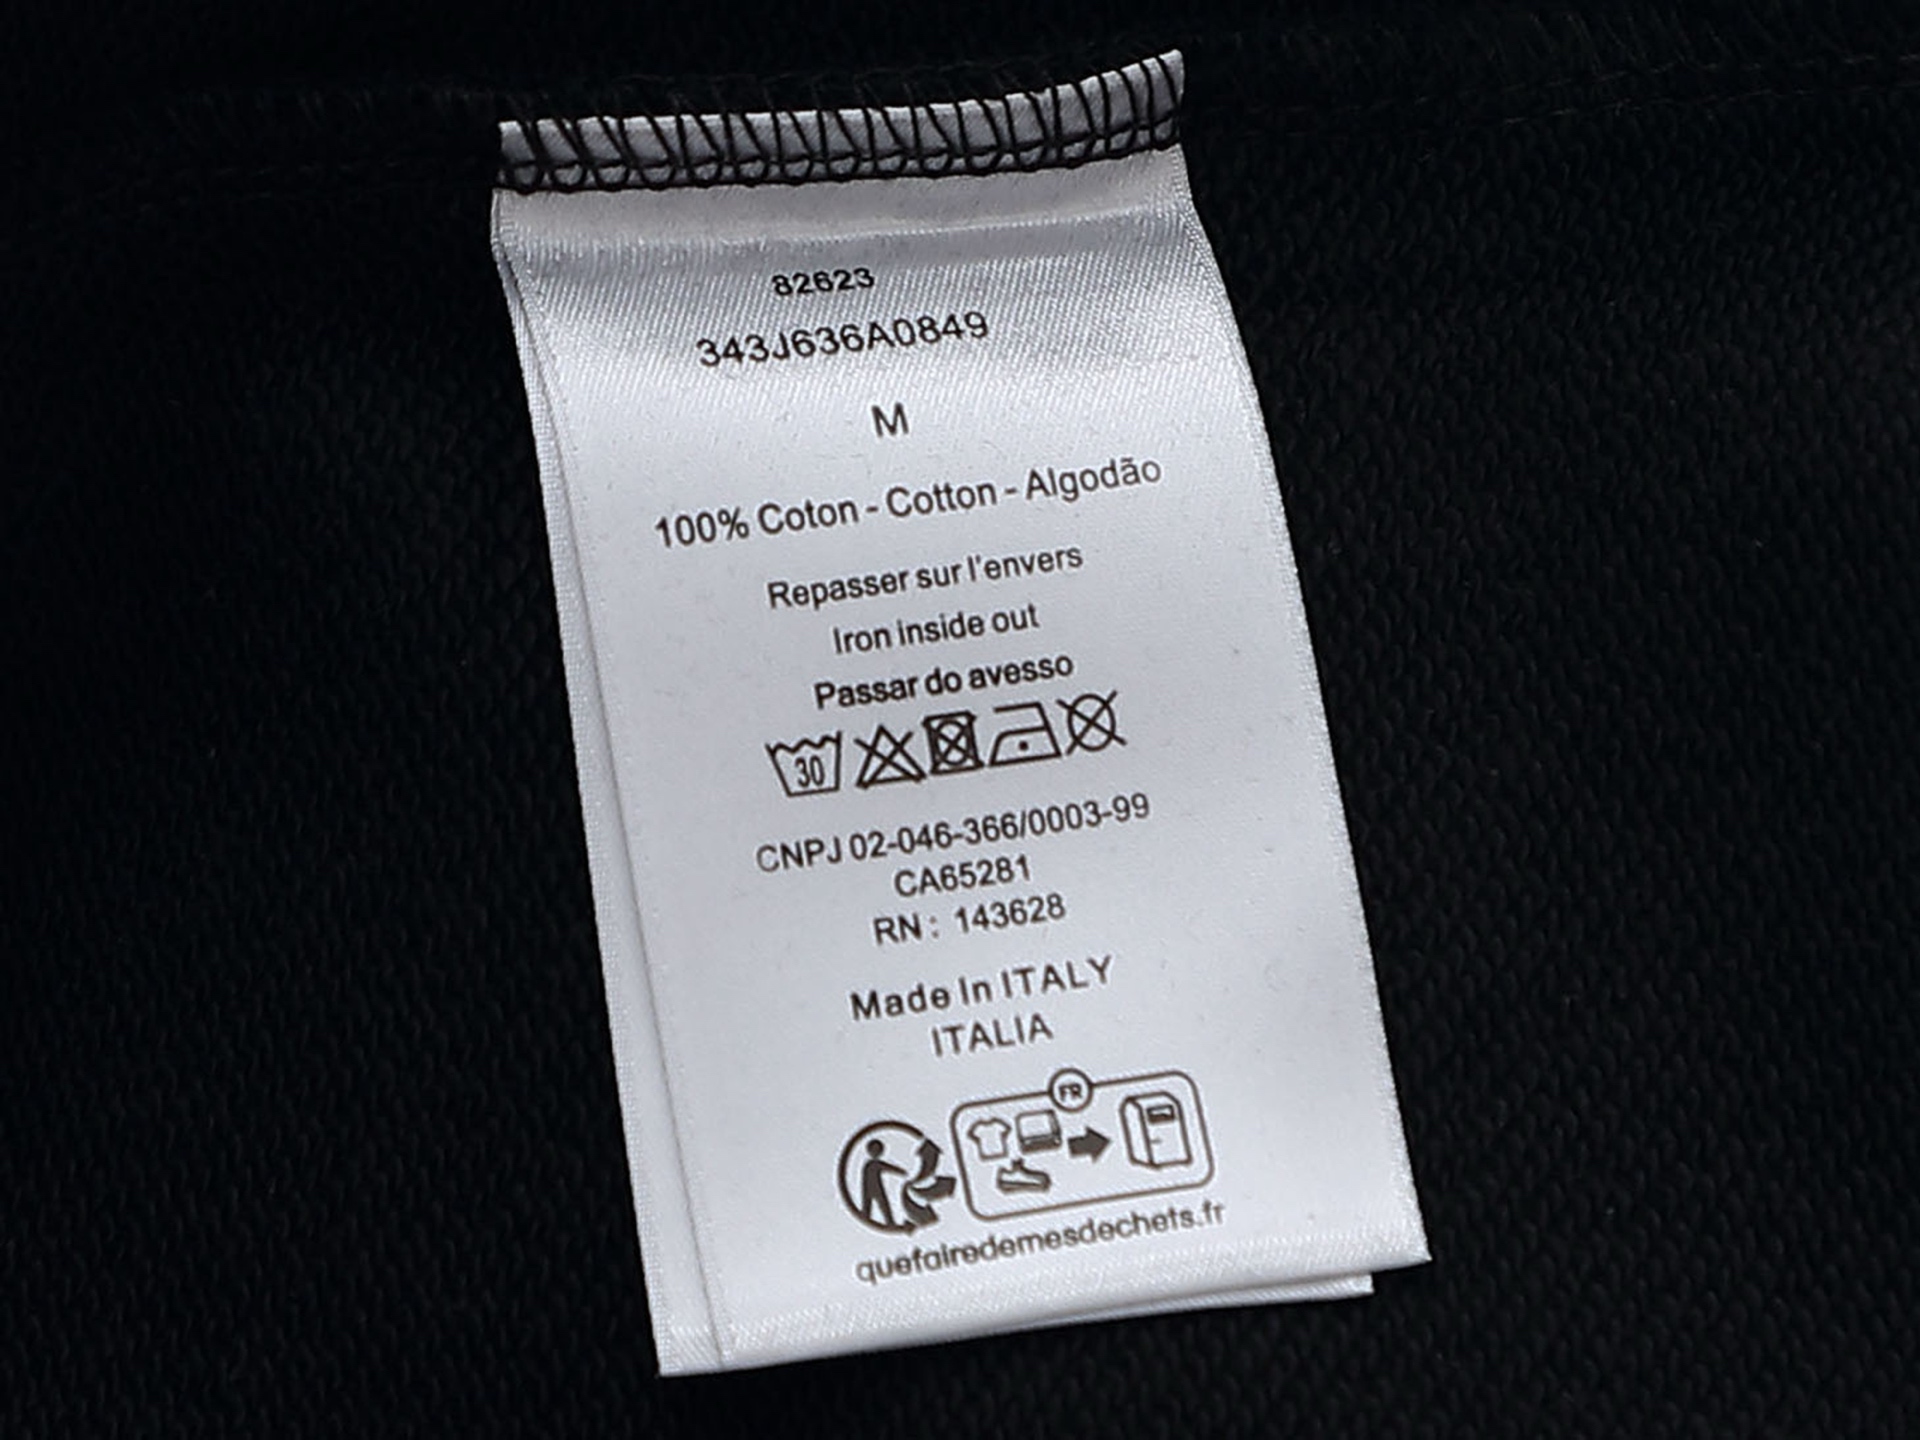 82623
343J636A0849
M
100% Coton - Cotton - Algodão
Repasser sur l'envers
Iron inside out
Passar do avesso
30
CNPJ 02-046-366/0003-99
CA65281
RN : 143628
Made In ITALY
ITALIA
FR
quefairedemesdechets.fr